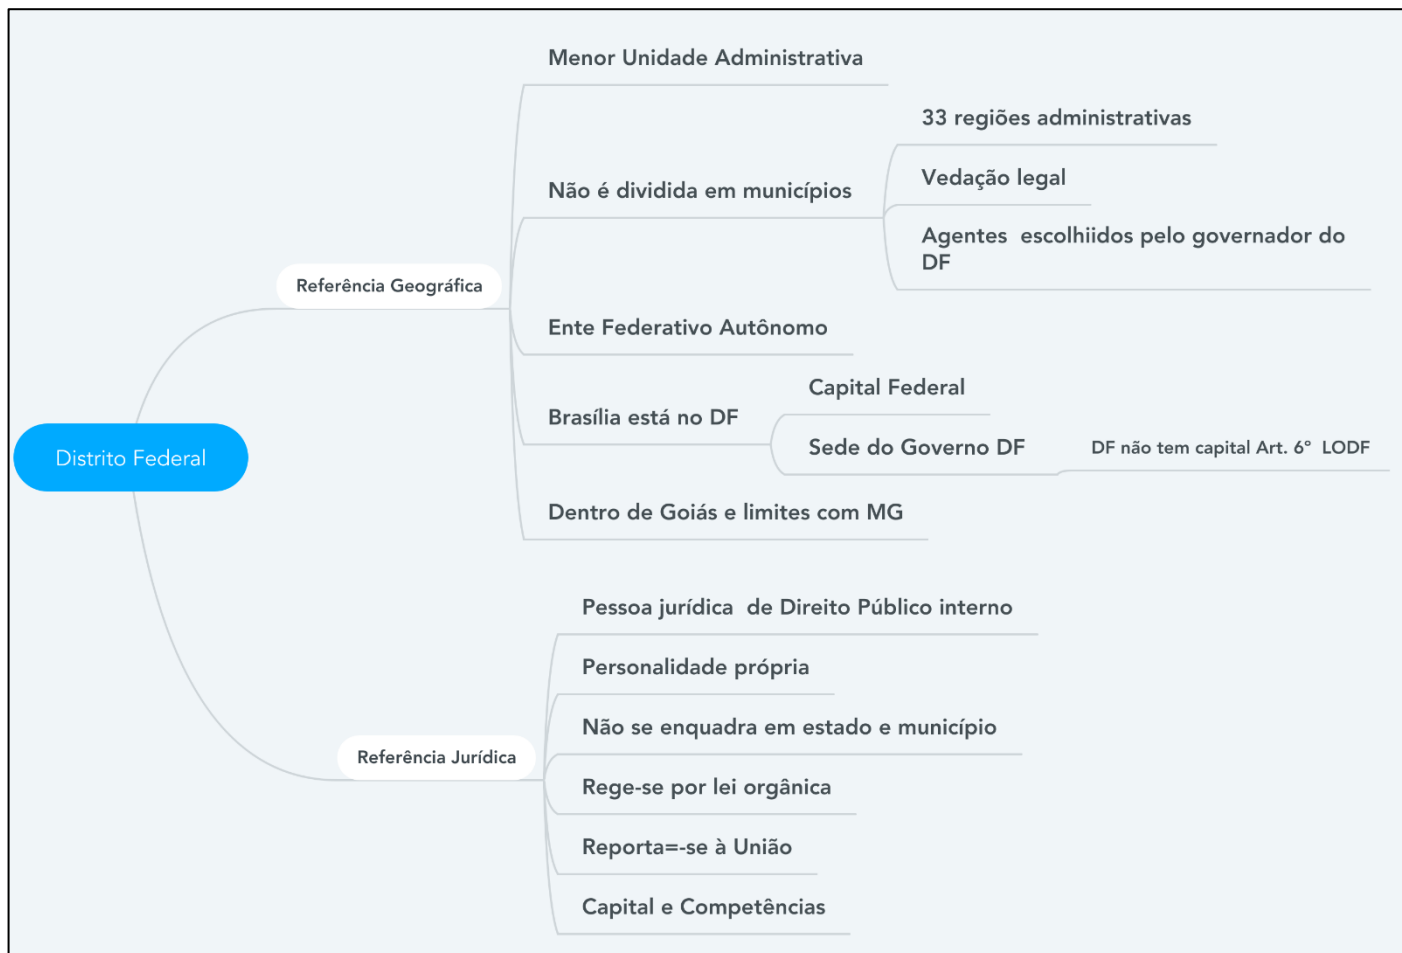 Menor Unidade Administrativa
33 regiões administrativas
Não é dividida em municípios
Vedação legal
Agentes  escolhiidos pelo governador do
DF
Referência Geográfica
Ente Federativo Autônomo
Capital Federal
Brasília está no DF
Sede do Governo DF
DF não tem capital Art. 6º  LODF
Distrito Federal
Dentro de Goiás e limites com MG
Pessoa jurídica  de Direito Público interno
Personalidade própria
Não se enquadra em estado e município
Referência Jurídica
Rege-se por lei orgânica
Reporta=-se à União
Capital e Competências